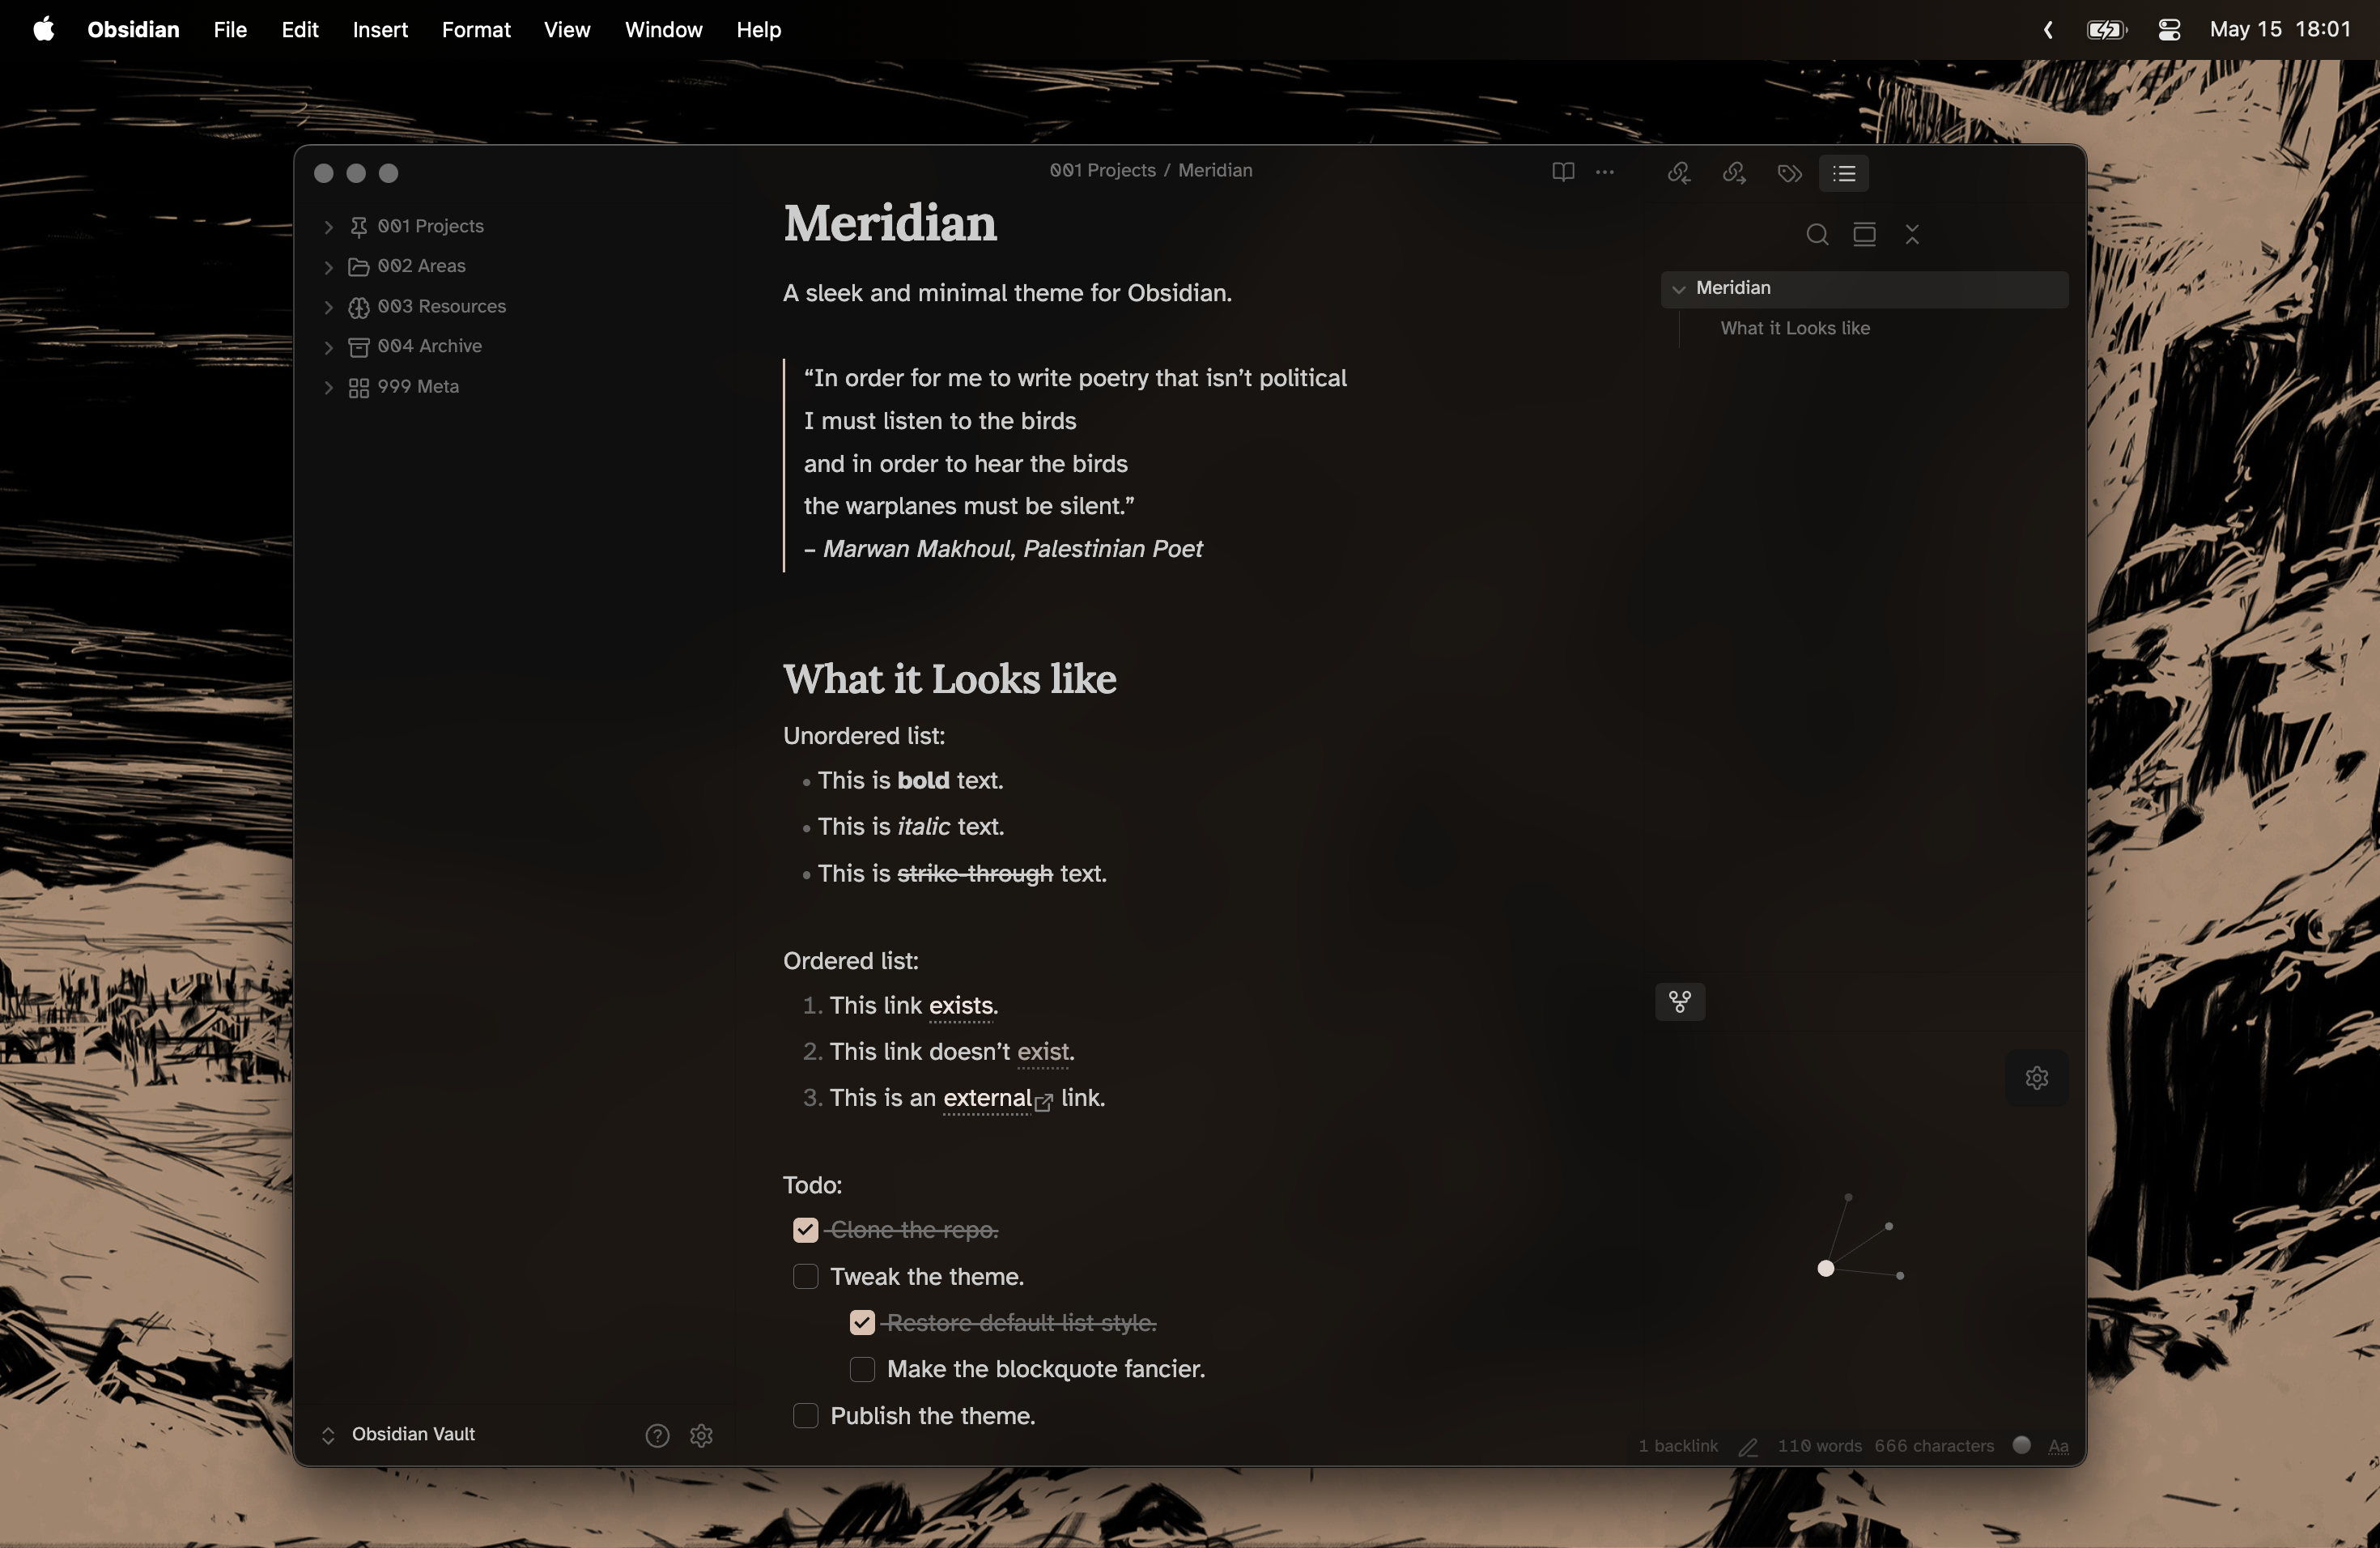 Obsidian File Edit Insert Format View Window Help
May 15 18:01
001 Projects / Meridian
001 Projects
002 Areas
003 Resources
004 Archive
999 Meta
Obsidian Vault
Meridian
A sleek and minimal theme for Obsidian.
“In order for me to write poetry that isn’t political
I must listen to the birds
and in order to hear the birds
the warplanes must be silent.”
– Marwan Makhoul, Palestinian Poet
What it Looks like
Unordered list:
This is bold text.
This is italic text.
This is strike-through text.
Ordered list:
1. This link exists.
2. This link doesn’t exist.
3. This is an external link.
Todo:
Clone the repo.
Tweak the theme.
Restore default list style.
Make the blockquote fancier.
Publish the theme.
Meridian
What it Looks like
1 backlink 110 words 666 characters Aa